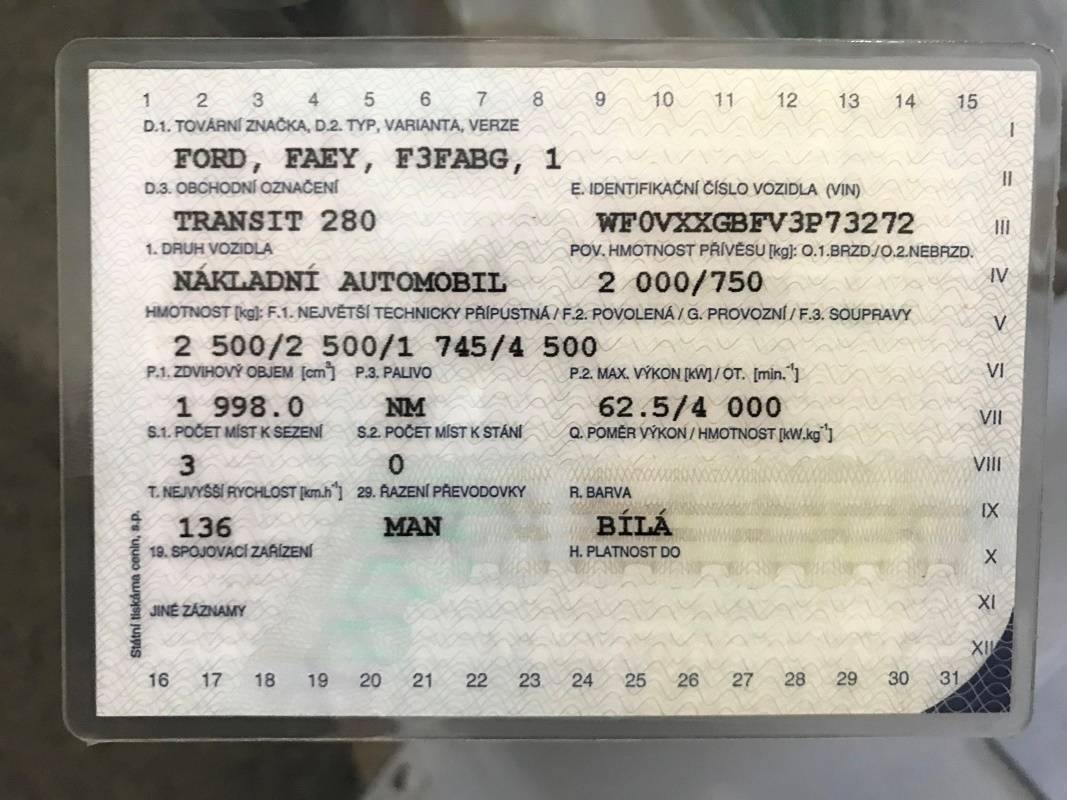 1 2 3 4 5 6 7 8 9 10 11 12 13 14 15
D.1. TOVÁRNÍ ZNAČKA, D.2. TYP, VARIANTA, VERZE
I
FORD, FAEY, F3FABG, 1
D.3. OBCHODNÍ OZNAČENÍ E. IDENTIFIKAČNÍ ČÍSLO VOZIDLA (VIN)
II
TRANSIT 280 WF0VXXGBFV3P73272
III
1. DRUH VOZIDLA POV. HMOTNOST PŘÍVĚSU [kg]: O.1.BRZD./O.2.NEBRZD.
NÁKLADNÍ AUTOMOBIL 2 000/750
IV
HMOTNOST [kg]: F.1. NEJVĚTŠÍ TECHNICKY PŘÍPUSTNÁ / F.2. POVOLENÁ / G. PROVOZNÍ / F.3. SOUPRAVY
V
2 500/2 500/1 745/4 500
P.1. ZDVIHOVÝ OBJEM [cm³] P.3. PALIVO P.2. MAX. VÝKON [kW] / OT. [min.⁻¹]
VI
1 998.0 NM 62.5/4 000
VII
S.1. POČET MÍST K SEZENÍ S.2. POČET MÍST K STÁNÍ Q. POMĚR VÝKON / HMOTNOST [kW.kg⁻¹]
3 0
VIII
T. NEJVYŠŠÍ RYCHLOST [km.h⁻¹] 29. ŘAZENÍ PŘEVODOVKY R. BARVA
IX
136 MAN BÍLÁ
19. SPOJOVACÍ ZAŘÍZENÍ H. PLATNOST DO
X
JINÉ ZÁZNAMY
XI
XII
Státní tiskárna cenin, s.p.
16 17 18 19 20 21 22 23 24 25 26 27 28 29 30 31